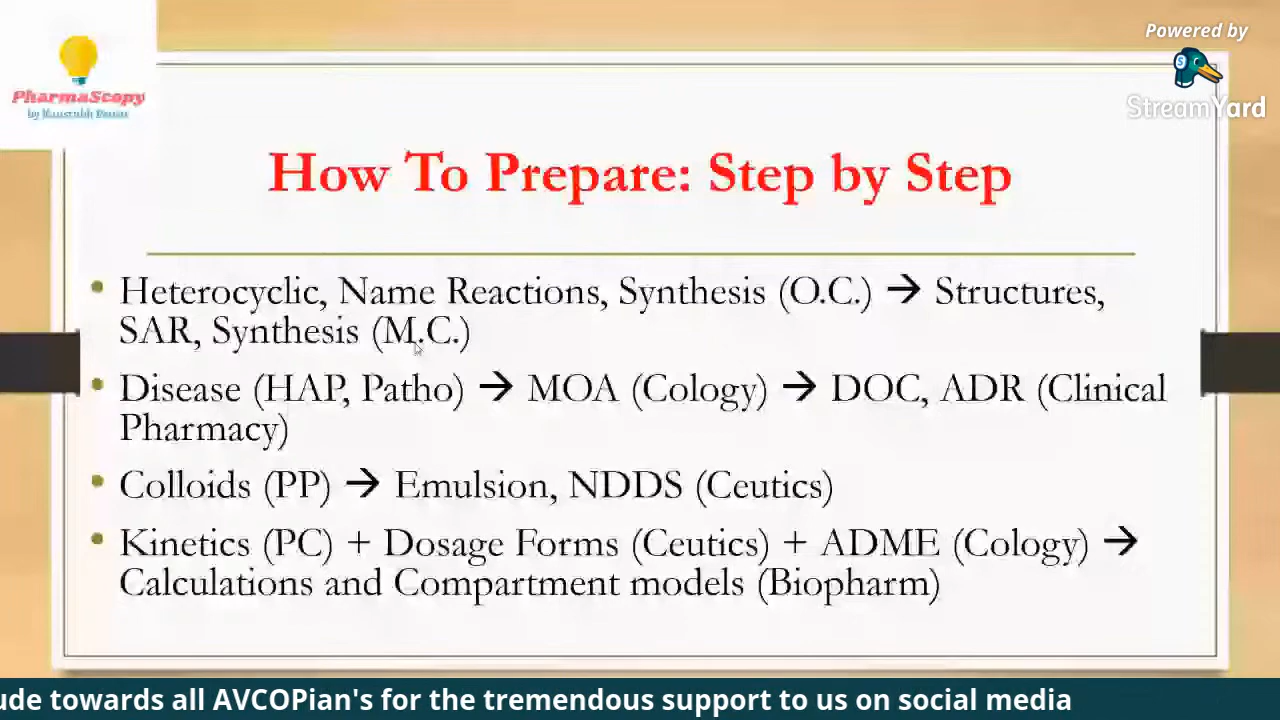 Powered by
StreamYard
PharmaScopy
How To Prepare: Step by Step
• Heterocyclic, Name Reactions, Synthesis (O.C.) → Structures,
SAR, Synthesis (M.C.)
• Disease (HAP, Patho) → MOA (Cology) → DOC, ADR (Clinical
Pharmacy)
• Colloids (PP) → Emulsion, NDDS (Ceutics)
• Kinetics (PC) + Dosage Forms (Ceutics) + ADME (Cology) →
Calculations and Compartment models (Biopharm)
ude towards all AVCOPian's for the tremendous support to us on social media